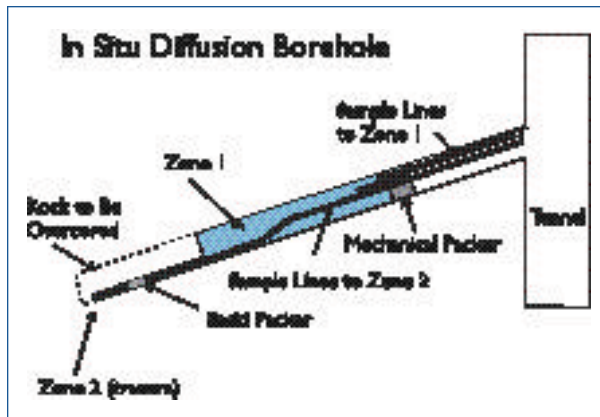 In Situ Diffusion Borehole
Sample Lines
to Zone 1
Zone 1
Rock to Be
Overcored
Mechanical Packer
Tunnel
Sample Lines to Zone 2
Packer
Zone 2